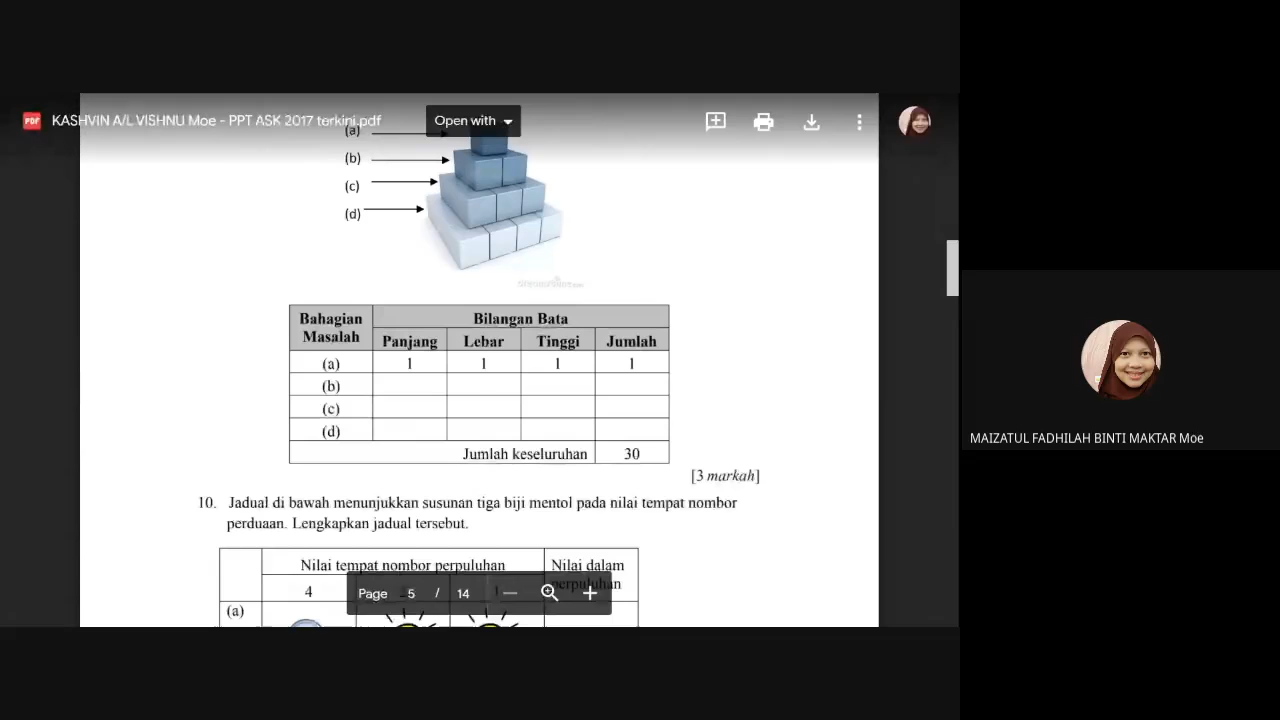 KASHVIN A/L VISHNU Moe - PPT ASK 2017 terkini.pdf
Open with
(a)
(b)
(c)
(d)
Bahagian Masalah Bilangan Bata
Panjang Lebar Tinggi Jumlah
(a) 1 1 1 1
(b)
(c)
(d)
Jumlah keseluruhan 30
[3 markah]
10. Jadual di bawah menunjukkan susunan tiga biji mentol pada nilai tempat nombor
perduaan. Lengkapkan jadual tersebut.
Nilai tempat nombor perpuluhan Nilai dalam
perpuluhan
4 1
Page 5 / 14
(a)
MAIZATUL FADHILAH BINTI MAKTAR Moe